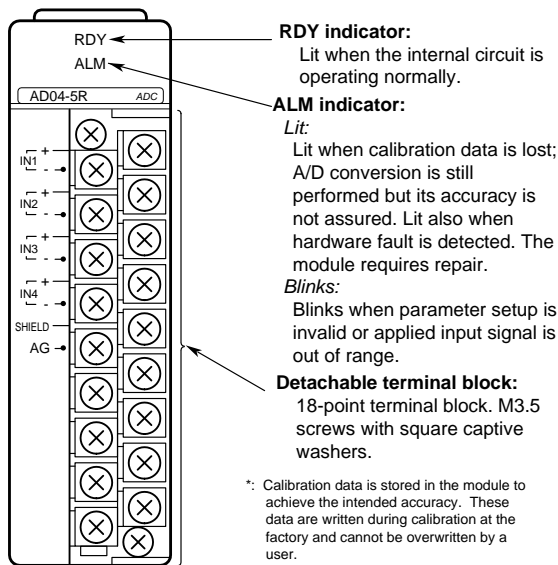 RDY
ALM
AD04-5R ADC
IN1 + -
IN2 + -
IN3 + -
IN4 + -
SHIELD
AG
RDY indicator:
Lit when the internal circuit is
operating normally.
ALM indicator:
Lit:
Lit when calibration data is lost;
A/D conversion is still
performed but its accuracy is
not assured. Lit also when
hardware fault is detected. The
module requires repair.
Blinks:
Blinks when parameter setup is
invalid or applied input signal is
out of range.
Detachable terminal block:
18-point terminal block. M3.5
screws with square captive
washers.
*: Calibration data is stored in the module to
achieve the intended accuracy. These
data are written during calibration at the
factory and cannot be overwritten by a
user.